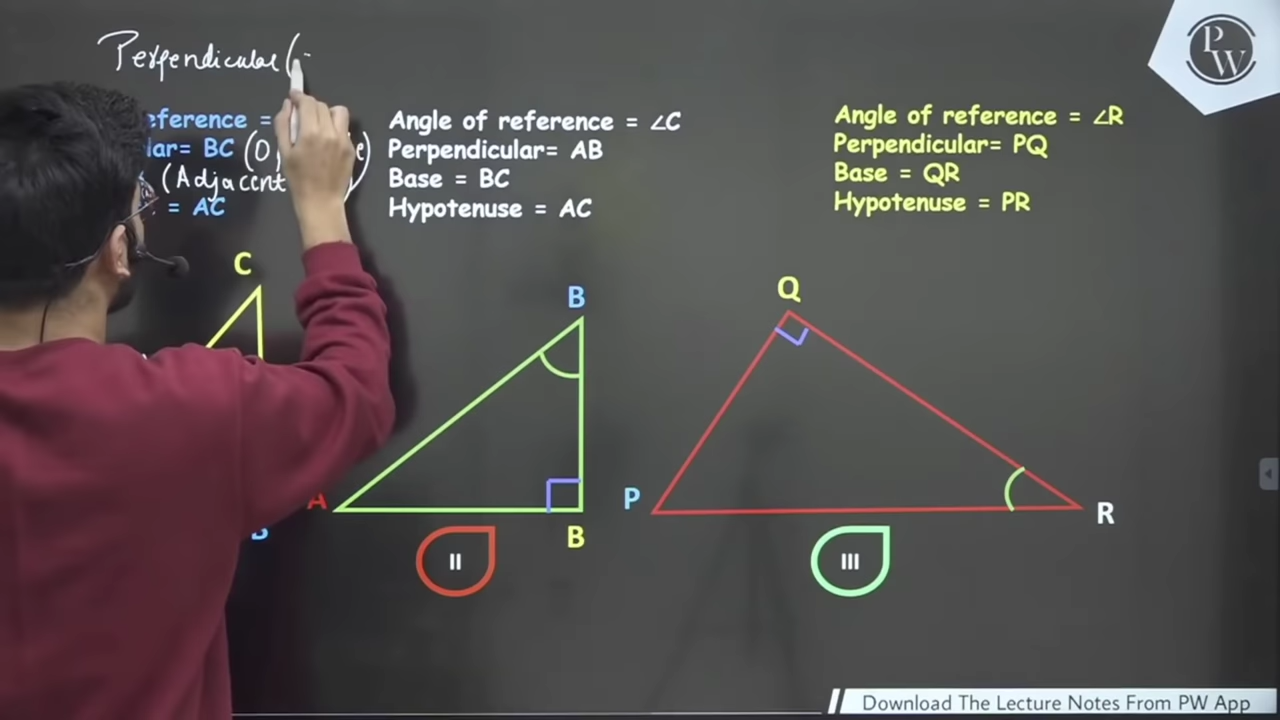 Perpendicular (
eference =
lar= BC (O
(Adjacent
= AC
Angle of reference = ∠C
Perpendicular= AB
Base = BC
Hypotenuse = AC
Angle of reference = ∠R
Perpendicular= PQ
Base = QR
Hypotenuse = PR
PW
C
B
A
B
B
II
Q
P
R
III
Download The Lecture Notes From PW App